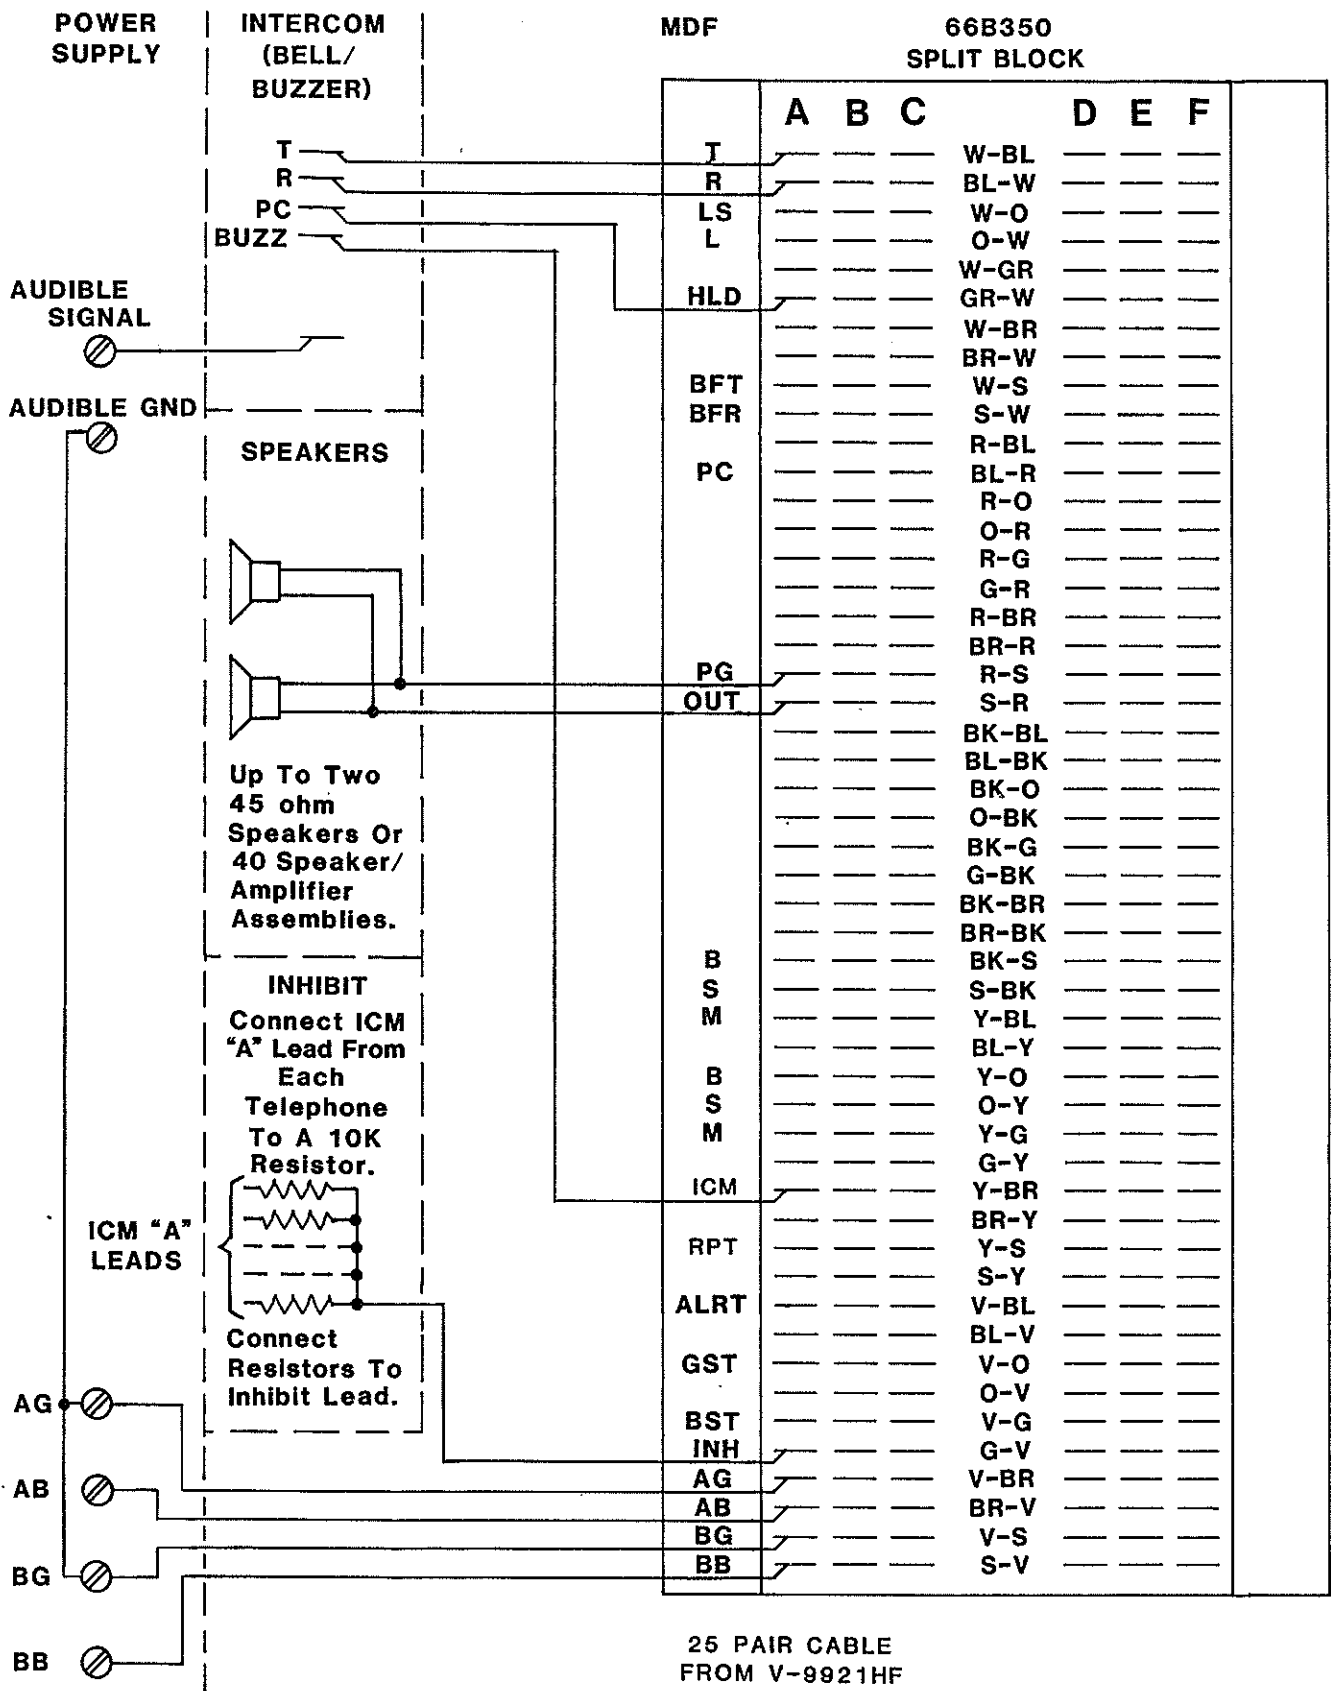 POWER
SUPPLY
INTERCOM
(BELL/
BUZZER)
MDF
66B350
SPLIT BLOCK
A B C D E F
T
R
PC
BUZZ
AUDIBLE
SIGNAL
AUDIBLE GND
SPEAKERS
Up To Two
45 ohm
Speakers Or
40 Speaker/
Amplifier
Assemblies.
INHIBIT
Connect ICM
"A" Lead From
Each
Telephone
To A 10K
Resistor.
ICM "A"
LEADS
Connect
Resistors To
Inhibit Lead.
AG
AB
BG
BB
T W-BL
R BL-W
LS W-O
L O-W
W-GR
HLD GR-W
W-BR
BR-W
BFT W-S
BFR S-W
R-BL
PC BL-R
R-O
O-R
R-G
G-R
R-BR
BR-R
PG R-S
OUT S-R
BK-BL
BL-BK
BK-O
O-BK
BK-G
G-BK
BK-BR
BR-BK
B BK-S
S S-BK
M Y-BL
BL-Y
B Y-O
S O-Y
M Y-G
G-Y
ICM Y-BR
BR-Y
RPT Y-S
S-Y
ALRT V-BL
BL-V
GST V-O
O-V
BST V-G
INH G-V
AG V-BR
AB BR-V
BG V-S
BB S-V
25 PAIR CABLE
FROM V-9921HF